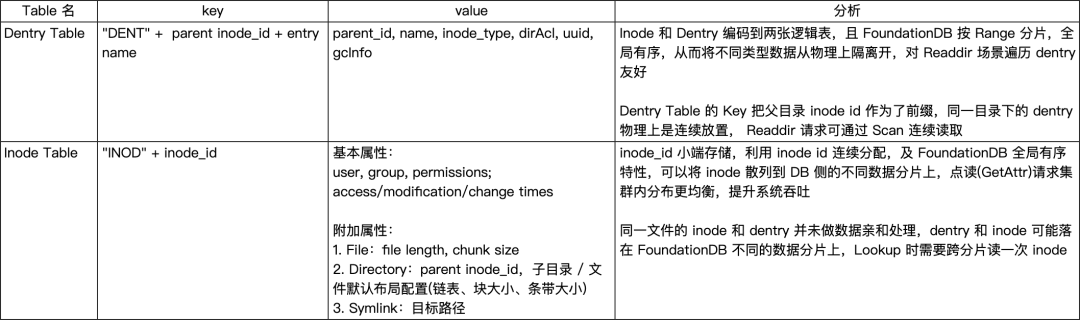 Table 名
key
value
分析
Dentry Table
"DENT" + parent inode_id + entry
name
parent_id, name, inode_type, dirAcl, uuid,
gcInfo
Inode 和 Dentry 编码到两张逻辑表，且 FoundationDB 按 Range 分片，全
局有序，从而将不同类型数据从物理上隔离开，对 Readdir 场景遍历 dentry
友好
Dentry Table 的 Key 把父目录 inode id 作为了前缀，同一目录下的 dentry
物理上是连续放置， Readdir 请求可通过 Scan 连续读取
Inode Table
"INOD" + inode_id
基本属性：
user, group, permissions;
access/modification/change times
附加属性：
1. File：file length, chunk size
2. Directory：parent inode_id，子目录 / 文
件默认布局配置(链表、块大小、条带大小)
3. Symlink：目标路径
inode_id 小端存储，利用 inode id 连续分配，及 FoundationDB 全局有序
特性，可以将 inode 散列到 DB 侧的不同数据分片上，点读(GetAttr)请求集
群内分布更均衡，提升系统吞吐
同一文件的 inode 和 dentry 并未做数据亲和处理，dentry 和 inode 可能落
在 FoundationDB 不同的数据分片上，Lookup 时需要跨分片读一次 inode